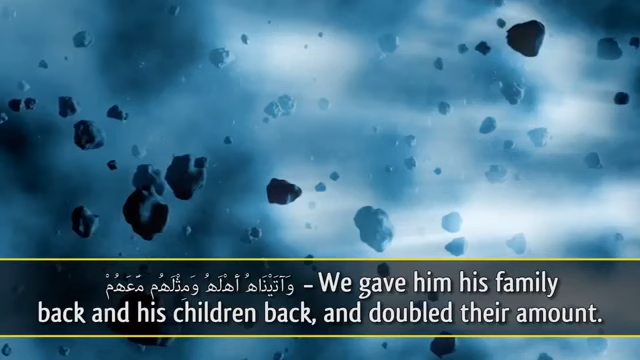 وَآتَيْنَاهُ أَهْلَهُ وَمِثْلَهُم مَّعَهُمْ – We gave him his family
back and his children back, and doubled their amount.